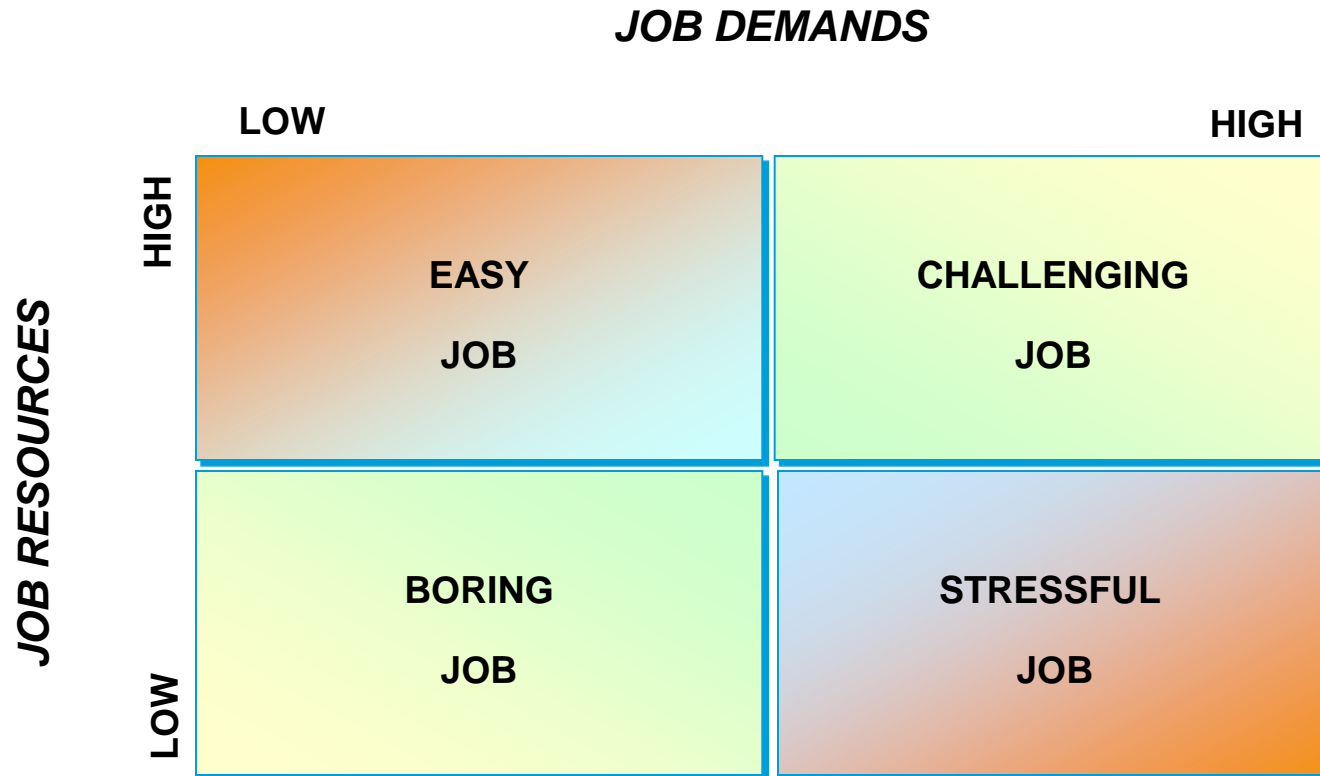 JOB DEMANDS
LOW
HIGH
JOB RESOURCES
HIGH
EASY
JOB
CHALLENGING
JOB
LOW
BORING
JOB
STRESSFUL
JOB